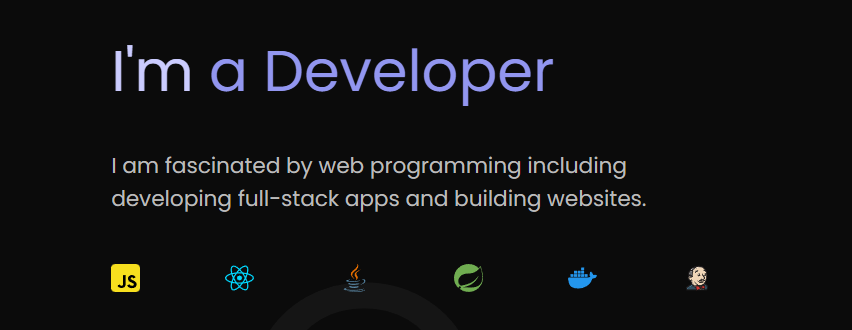 I'm a Developer
I am fascinated by web programming including
developing full-stack apps and building websites.
JS